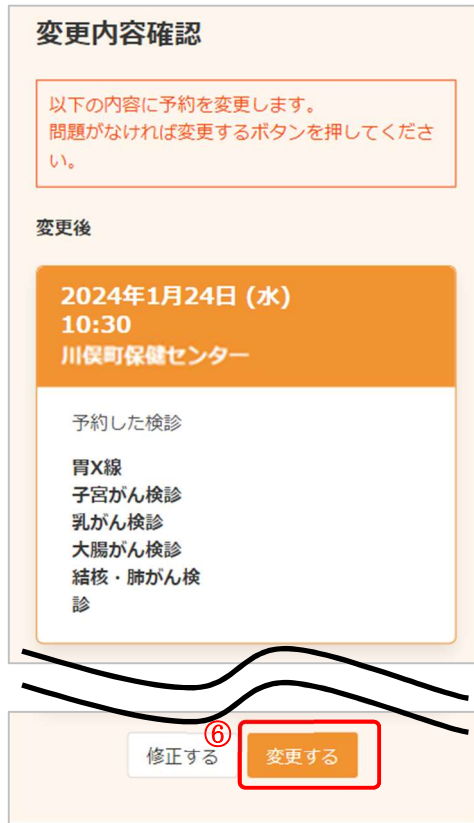 変更内容確認
以下の内容に予約を変更します。
問題がなければ変更するボタンを押してくださ
い。
変更後
2024年1月24日 (水)
10:30
川俣町保健センター
予約した検診
胃X線
子宮がん検診
乳がん検診
大腸がん検診
結核・肺がん検
診
⑥
修正する
変更する